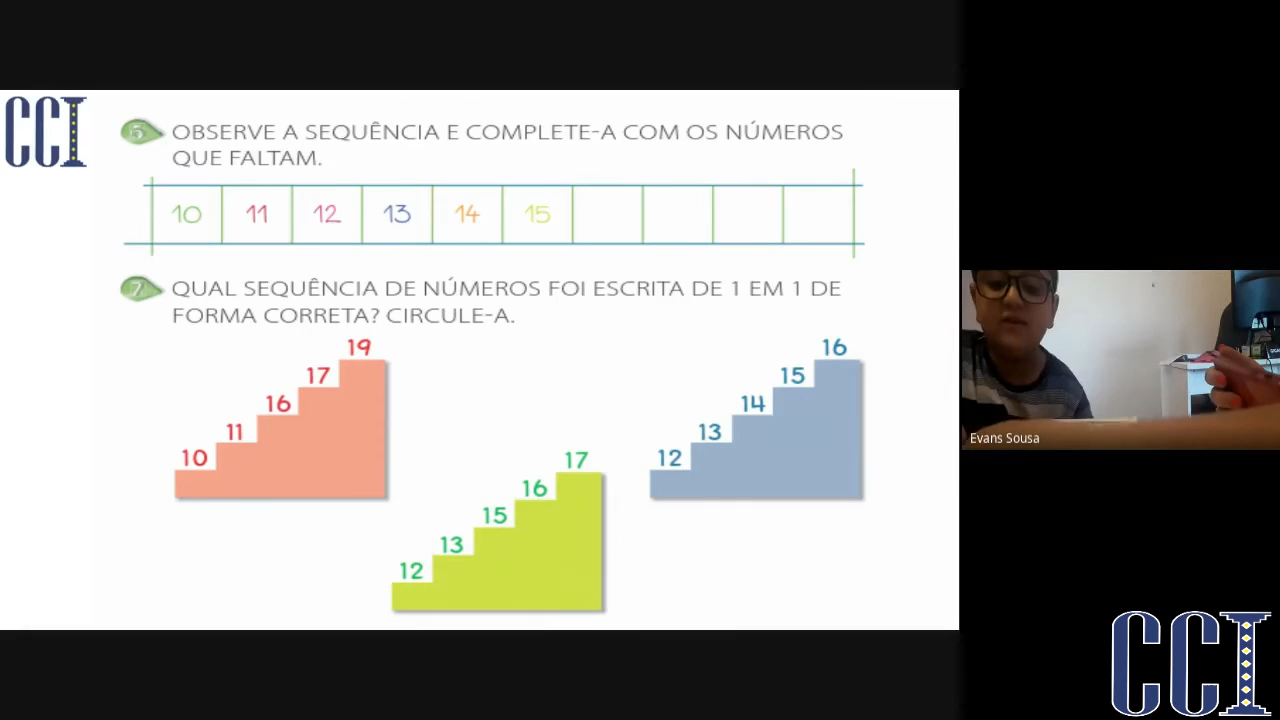 CCI
6 OBSERVE A SEQUÊNCIA E COMPLETE-A COM OS NÚMEROS
QUE FALTAM.
10 11 12 13 14 15
7 QUAL SEQUÊNCIA DE NÚMEROS FOI ESCRITA DE 1 EM 1 DE
FORMA CORRETA? CIRCULE-A.
10 11 16 17 19
12 13 15 16 17
12 13 14 15 16
Evans Sousa
CCI